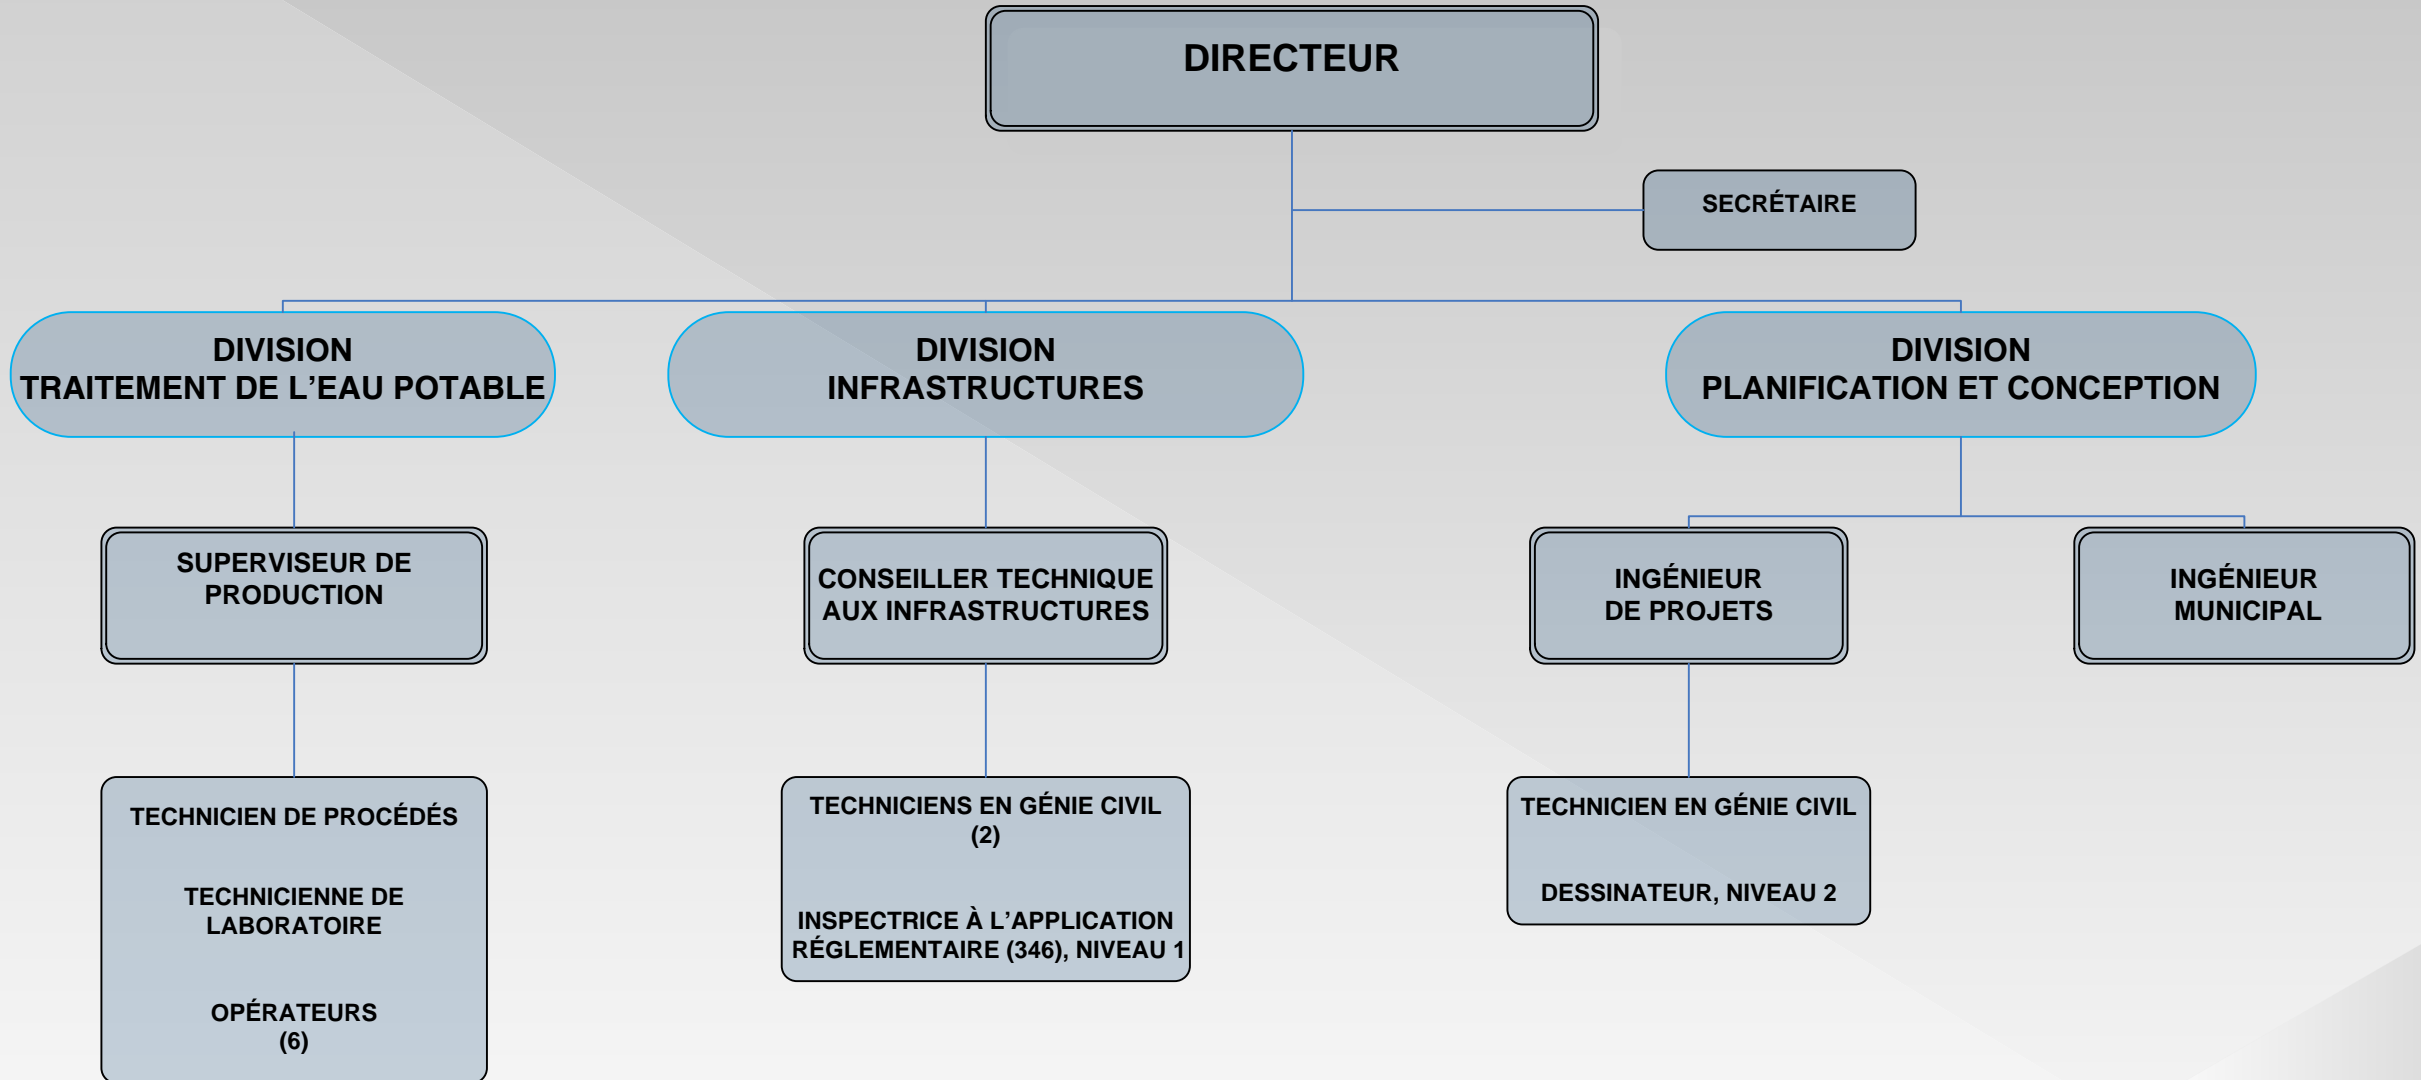 DIRECTEUR
SECRÉTAIRE
DIVISION
TRAITEMENT DE L’EAU POTABLE
DIVISION
INFRASTRUCTURES
DIVISION
PLANIFICATION ET CONCEPTION
SUPERVISEUR DE
PRODUCTION
CONSEILLER TECHNIQUE
AUX INFRASTRUCTURES
INGÉNIEUR
DE PROJETS
INGÉNIEUR
MUNICIPAL
TECHNICIEN DE PROCÉDÉS
TECHNICIENNE DE
LABORATOIRE
OPÉRATEURS
(6)
TECHNICIENS EN GÉNIE CIVIL
(2)
INSPECTRICE À L’APPLICATION
RÉGLEMENTAIRE (346), NIVEAU 1
TECHNICIEN EN GÉNIE CIVIL
DESSINATEUR, NIVEAU 2